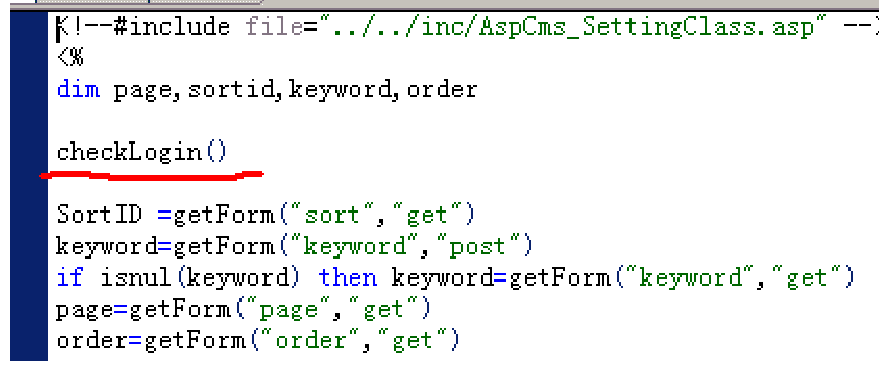 <!--#include file="../../inc/AspCms_SettingClass.asp" -->
<%
dim page,sortid,keyword,order
checkLogin()
SortID =getForm("sort","get")
keyword=getForm("keyword","post")
if isnul(keyword) then keyword=getForm("keyword","get")
page=getForm("page","get")
order=getForm("order","get")